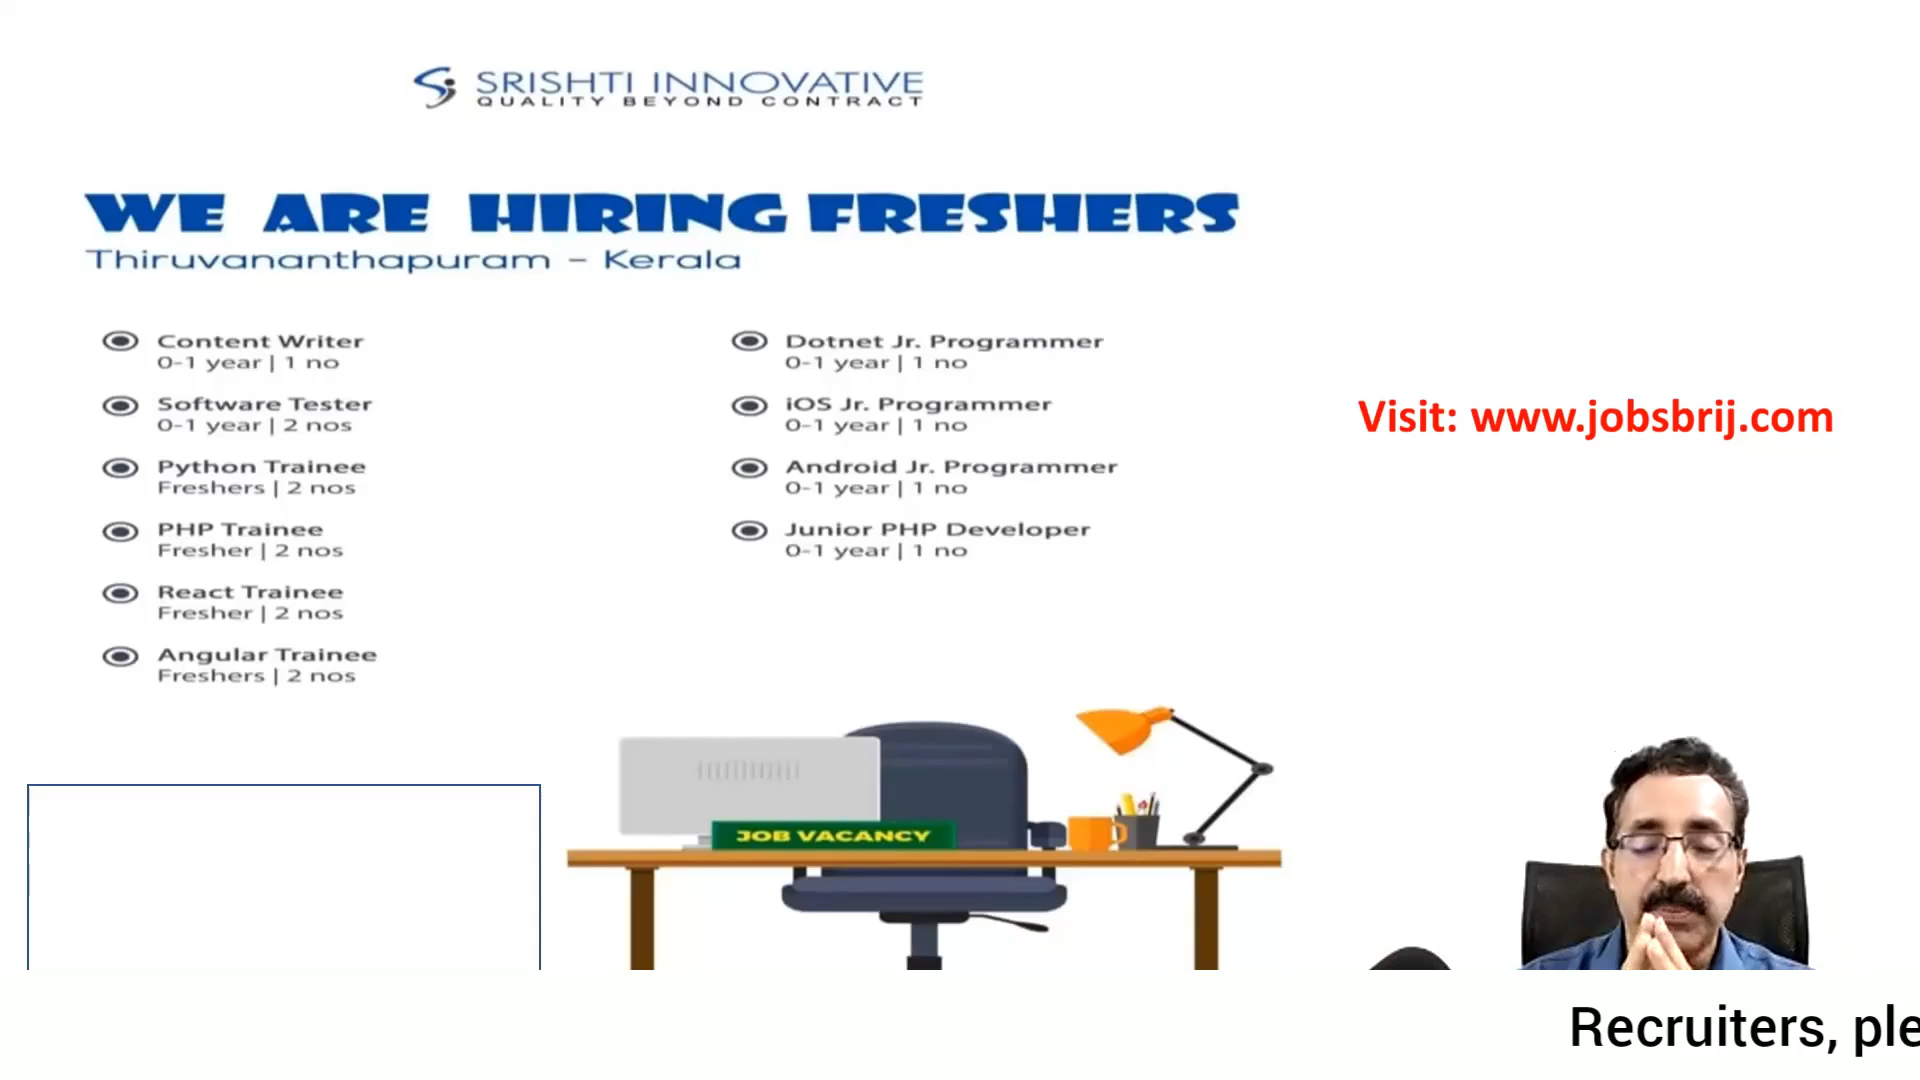 SRISHTI INNOVATIVE
QUALITY BEYOND CONTRACT
WE ARE HIRING FRESHERS
Thiruvananthapuram - Kerala
Content Writer
0-1 year | 1 no
Software Tester
0-1 year | 2 nos
Python Trainee
Freshers | 2 nos
PHP Trainee
Fresher | 2 nos
React Trainee
Fresher | 2 nos
Angular Trainee
Freshers | 2 nos
Dotnet Jr. Programmer
0-1 year | 1 no
iOS Jr. Programmer
0-1 year | 1 no
Android Jr. Programmer
0-1 year | 1 no
Junior PHP Developer
0-1 year | 1 no
Visit: www.jobsbrij.com
JOB VACANCY
Recruiters, ple